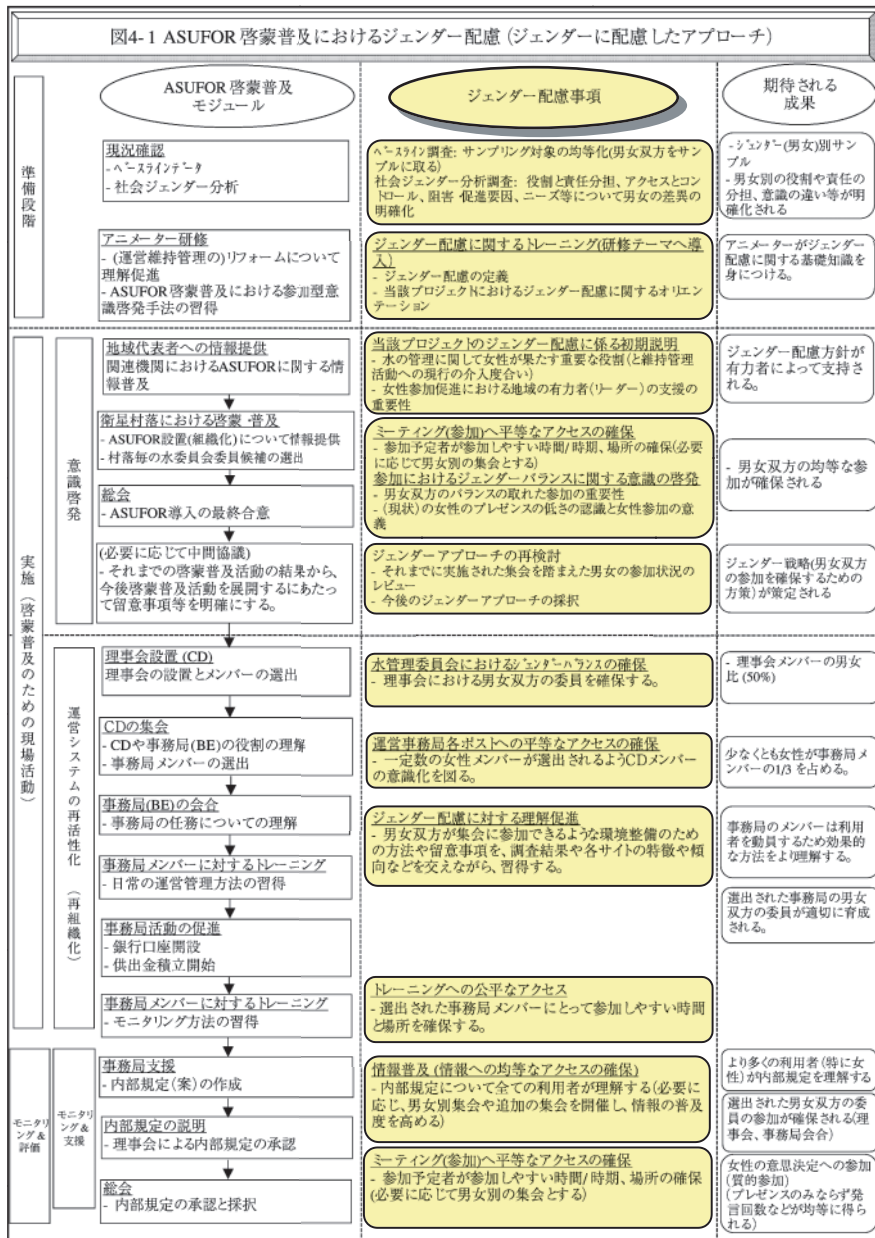 図4-1 ASUFOR 啓蒙普及におけるジェンダー配慮 (ジェンダーに配慮したアプローチ)
ASUFOR 啓蒙普及
モジュール
ジェンダー配慮事項
期待される
成果
準備段階
現況確認
- ベースラインデータ
- 社会ジェンダー分析
ベースライン調査: サンプリング対象の均等化(男女双方をサ
ンプルに取る)
社会ジェンダー分析調査: 役割と責任分担、アクセスとコント
ロール、阻害・促進要因、ニーズ等について男女の差異の
明確化
- ジェンダー(男女)別サン
プル
- 男女別の役割や責任の
分担、意識の違い等が明
確化される
アニメーター研修
- (運営維持管理の)リフォームについて
理解促進
- ASUFOR啓蒙普及における参加型意
識啓発手法の習得
ジェンダー配慮に関するトレーニング(研修テーマへ導
入)
- ジェンダー配慮の定義
- 当該プロジェクトにおけるジェンダー配慮に関するオリエ
ンテーション
アニメーターがジェンダー
配慮に関する基礎知識を
身につける。
実施(啓蒙普及のための現場活動)
意識啓発
地域代表者への情報提供
関連機関におけるASUFORに関する情
報普及
当該プロジェクトのジェンダー配慮に係る初期説明
- 水の管理に関して女性が果たす重要な役割(と維持管理
活動への現行の介入度合い)
- 女性参加促進における地域の有力者(リーダー)の支援の
重要性
ジェンダー配慮方針が
有力者によって支持さ
れる。
衛星村落における啓蒙・普及
- ASUFOR設置(組織化)について情報提供
- 村落毎の水委員会委員候補の選出
ミーティング(参加)へ平等なアクセスの確保
- 参加予定者が参加しやすい時間/時期、場所の確保(必要
に応じて男女別の集会とする)
参加におけるジェンダーバランスに関する意識の啓発
- 男女双方のバランスの取れた参加の重要性
- (現状)の女性のプレゼンスの低さの認識と女性参加の意
義
- 男女双方の均等な参
加が確保される
総会
- ASUFOR導入の最終合意
(必要に応じて中間協議)
- それまでの啓蒙普及活動の結果から、
今後啓蒙普及活動を展開するにあたっ
て留意事項等を明確にする。
ジェンダーアプローチの再検討
- それまでに実施された集会を踏まえた男女の参加状況の
レビュー
- 今後のジェンダーアプローチの採択
ジェンダー戦略(男女双方
の参加を確保するための
方策)が策定される
運営システムの再活性化 (再組織化)
理事会設置 (CD)
理事会の設置とメンバーの選出
水管理委員会におけるジェンダーバランスの確保
- 理事会における男女双方の委員を確保する。
- 理事会メンバーの男女
比 (50%)
CDの集会
- CDや事務局(BE)の役割の理解
- 事務局メンバーの選出
運営事務局各ポストへの平等なアクセスの確保
- 一定数の女性メンバーが選出されるようCDメンバー
の意識化を図る。
少なくとも女性が事務局メ
ンバーの1/3 を占める。
事務局(BE)の会合
- 事務局の任務についての理解
ジェンダー配慮に対する理解促進
- 男女双方が集会に参加できるような環境整備のため
の方法や留意事項を、調査結果や各サイトの特徴や傾
向などを交えながら、習得する。
事務局のメンバーは利用者
を動員するため効果的
な方法をより理解する。
事務局メンバーに対するトレーニング
- 日常の運営管理方法の習得
選出された事務局の男女
双方の委員が適切に育成
される。
事務局活動の促進
- 銀行口座開設
- 供出金積立開始
事務局メンバーに対するトレーニング
- モニタリング方法の習得
トレーニングへの公平なアクセス
- 選出された事務局メンバーにとって参加しやすい時間
と場所を確保する。
モニタリング&評価
モニタリング&支援
事務局支援
- 内部規定(案)の作成
情報普及 (情報への均等なアクセスの確保)
- 内部規定について全ての利用者が理解する(必要に
応じ、男女別集会や追加の集会を開催し、情報の普及
度を高める)
より多くの利用者(特に女
性)が内部規定を理解する
内部規定の説明
- 理事会による内部規定の承認
選出された男女双方の委
員の参加が確保される(理
事会、事務局会合)
総会
- 内部規定の承認と採択
ミーティング(参加)へ平等なアクセスの確保
- 参加予定者が参加しやすい時間/時期、場所の確保
(必要に応じて男女別の集会とする)
女性の意思決定への参加
(質的参加)
(プレゼンスのみならず発
言回数などが均等に得ら
れる)